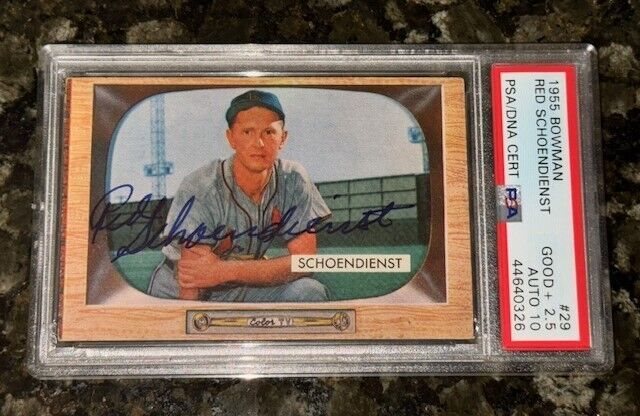 1955 BOWMAN #29
RED SCHOENDIENST GOOD + 2.5
AUTO 10
PSA/DNA CERT PSA 44640326
Red Schoendienst
SCHOENDIENST
Color TV!